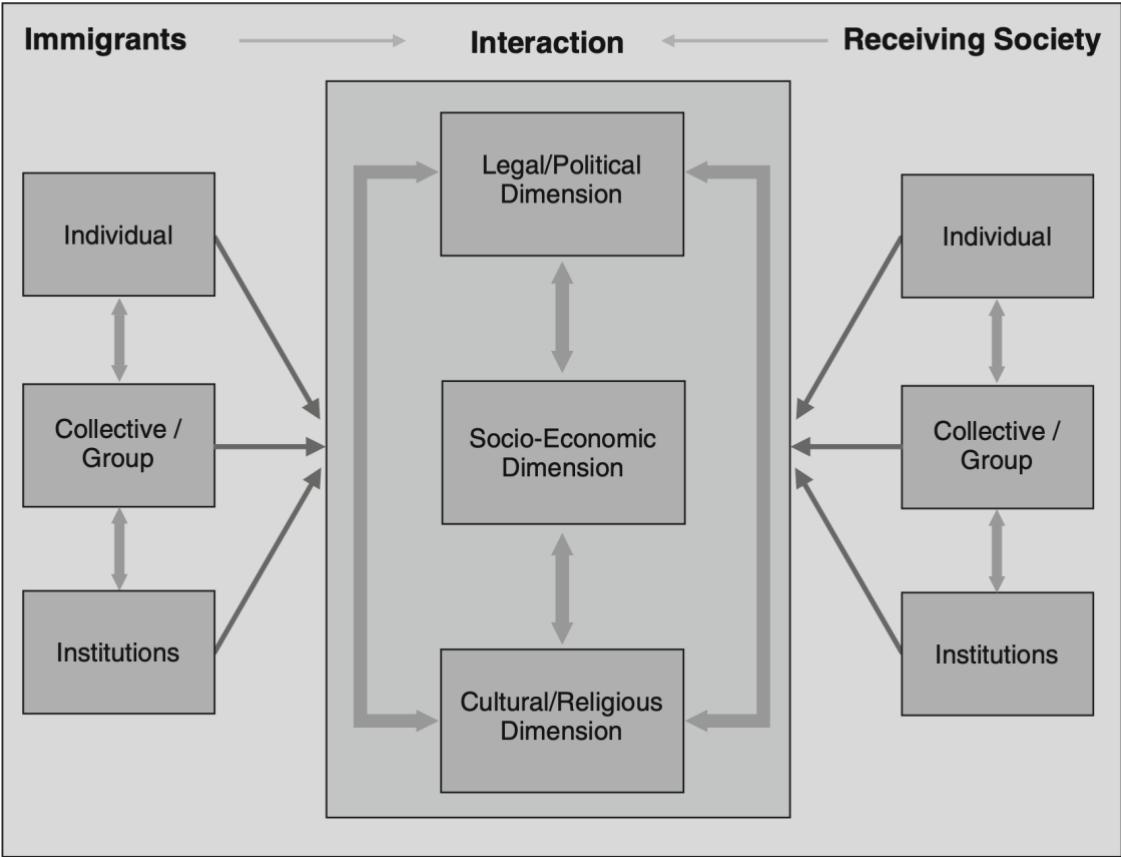 Immigrants
Interaction
Receiving Society
Individual
Collective /
Group
Institutions
Legal/Political
Dimension
Socio-Economic
Dimension
Cultural/Religious
Dimension
Individual
Collective /
Group
Institutions